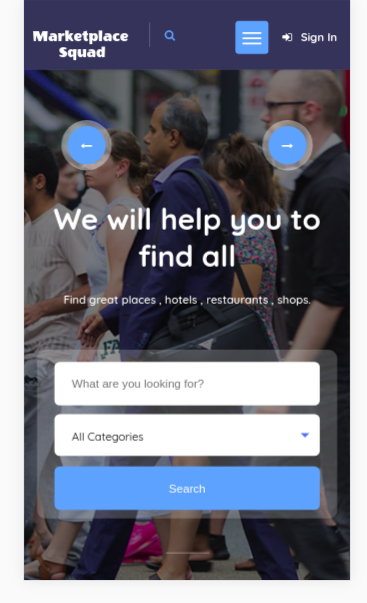 Marketplace
Squad
Sign In
We will help you to
find all
Find great places , hotels , restaurants , shops.
What are you looking for?
All Categories
Search